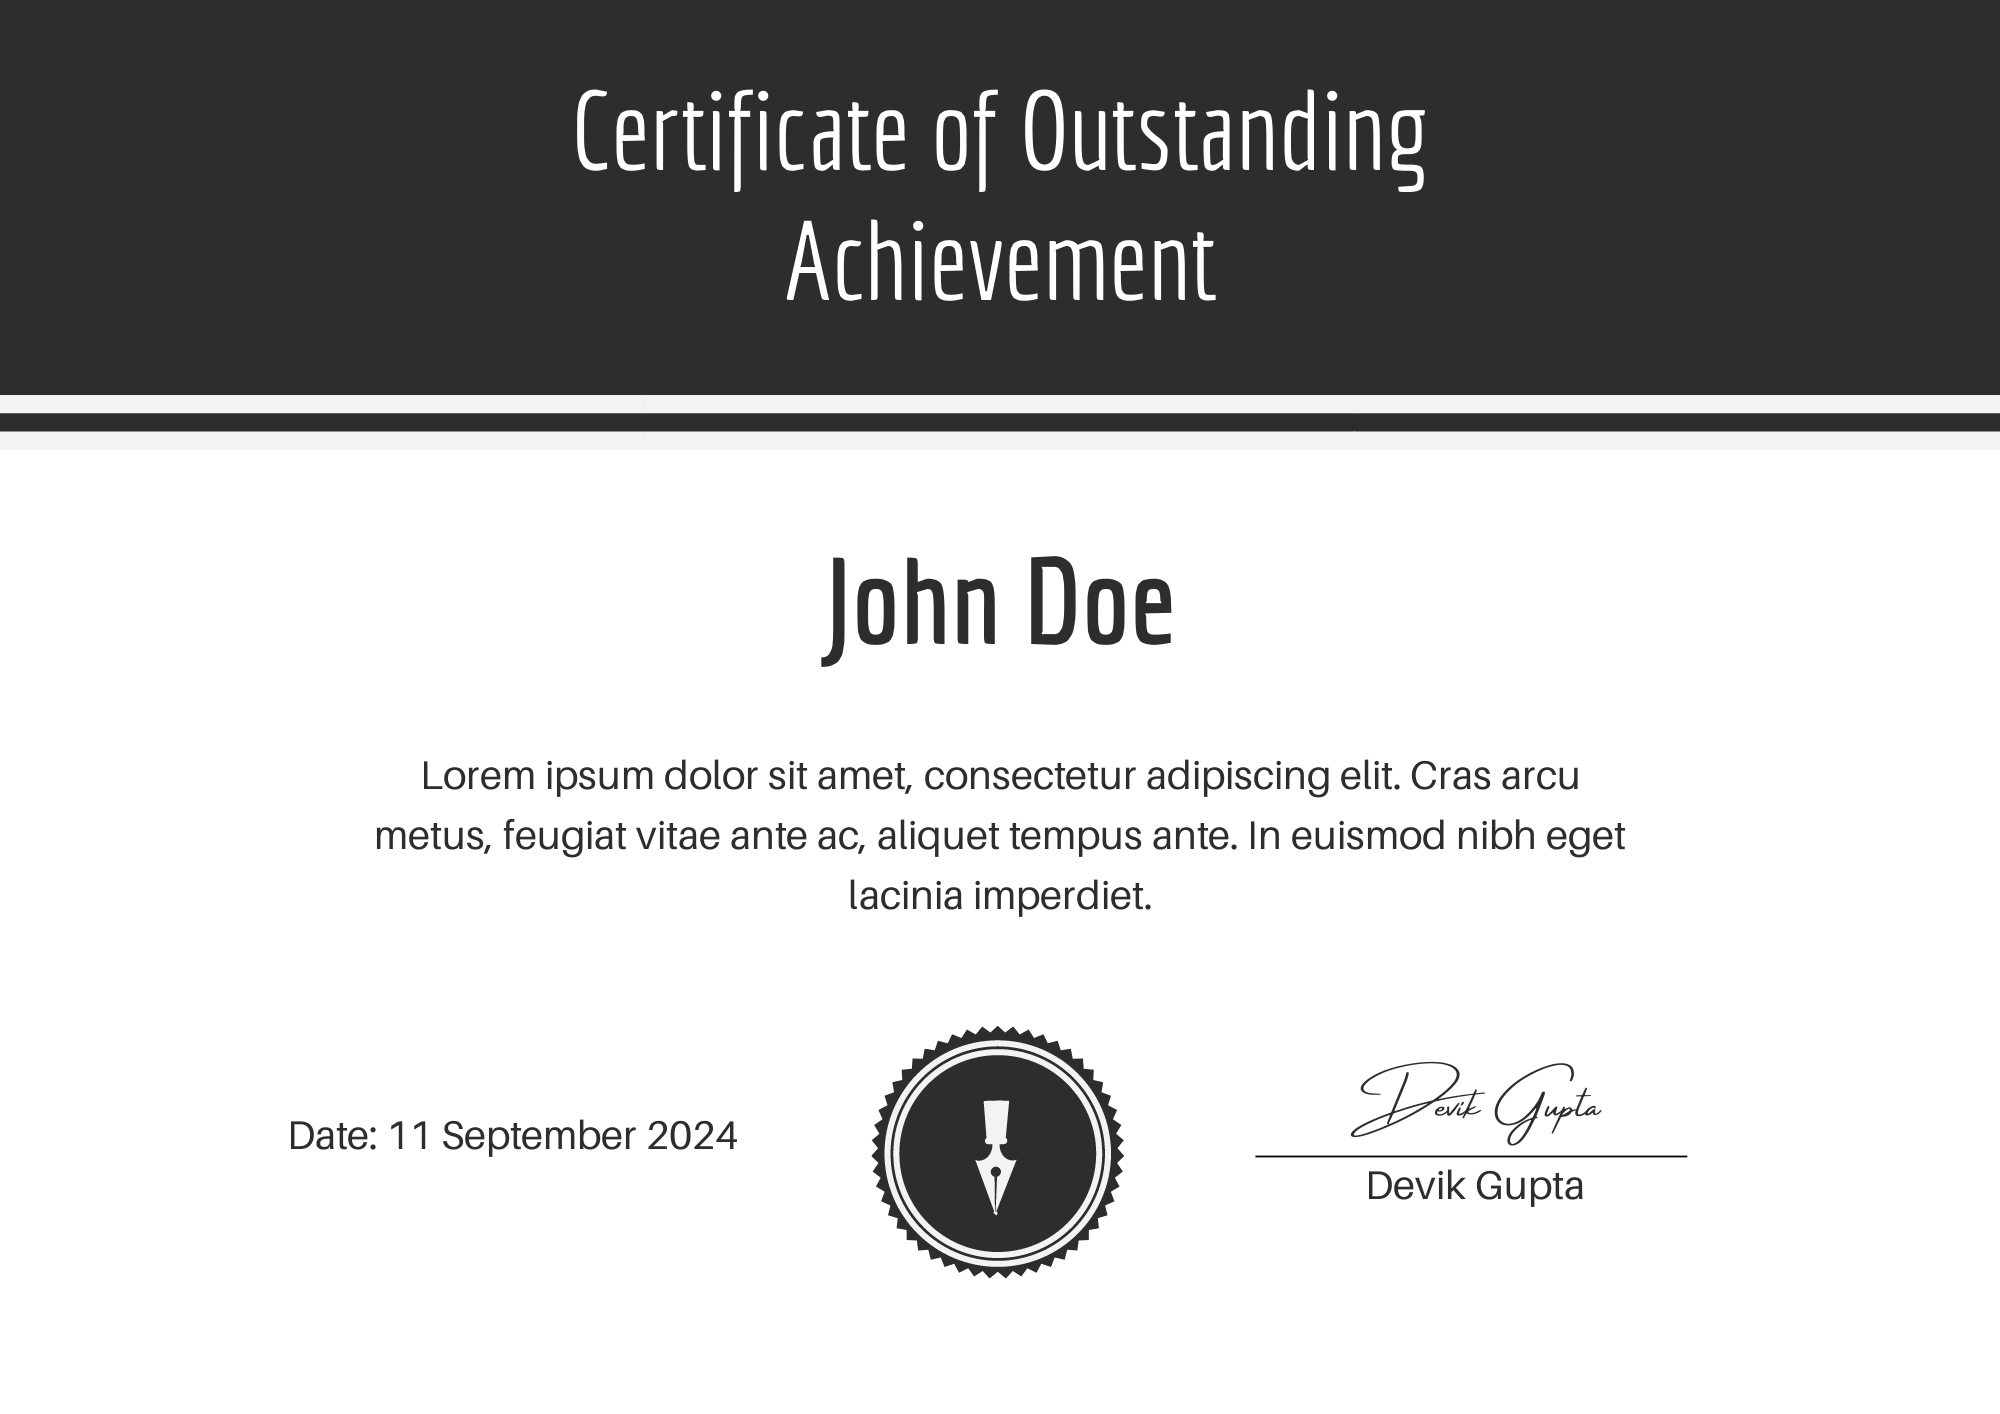 Certificate of Outstanding
Achievement
John Doe
Lorem ipsum dolor sit amet, consectetur adipiscing elit. Cras arcu
metus, feugiat vitae ante ac, aliquet tempus ante. In euismod nibh eget
lacinia imperdiet.
Date: 11 September 2024
Devik Gupta
Devik Gupta